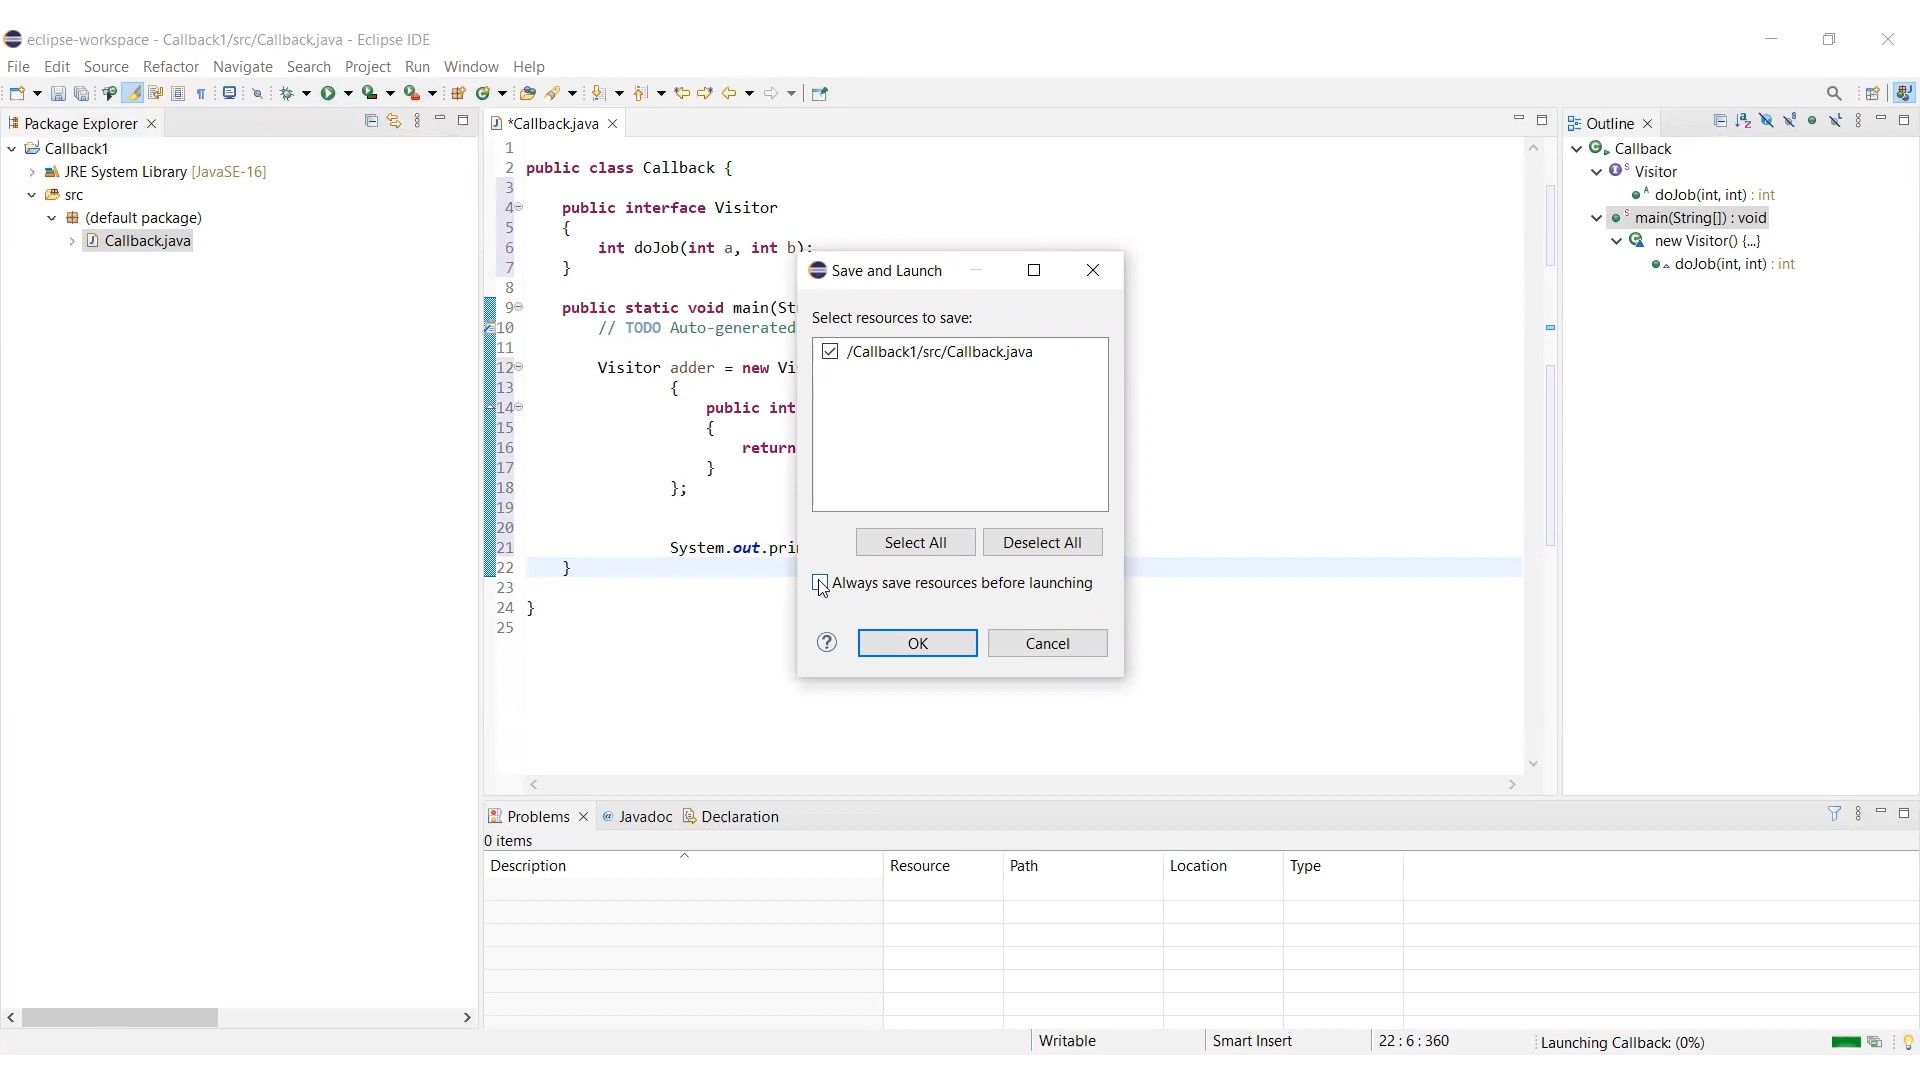 eclipse-workspace - Callback1/src/Callback.java - Eclipse IDE
File Edit Source Refactor Navigate Search Run Project Run Window Help
Package Explorer
Callback1
JRE System Library [JavaSE-16]
src
(default package)
Callback.java
*Callback.java
1
2 public class Callback {
3
4 public interface Visitor
5 {
6 int doJob(int a, int b);
7 }
8
9 public static void main(St
10 // TODO Auto-generated
11
12 Visitor adder = new Vi
13 {
14 public int
15 {
16 return
17 }
18 };
19
20
21 System.out.prin
22 }
23
24 }
25
Save and Launch
Select resources to save:
/Callback1/src/Callback.java
Select All Deselect All
Always save resources before launching
? OK Cancel
Outline
Callback
Visitor
doJob(int, int) : int
main(String[]) : void
new Visitor() {...}
doJob(int, int) : int
Problems @ Javadoc Declaration
0 items
Description Resource Path Location Type
Writable Smart Insert 22 : 6 : 360 Launching Callback: (0%)